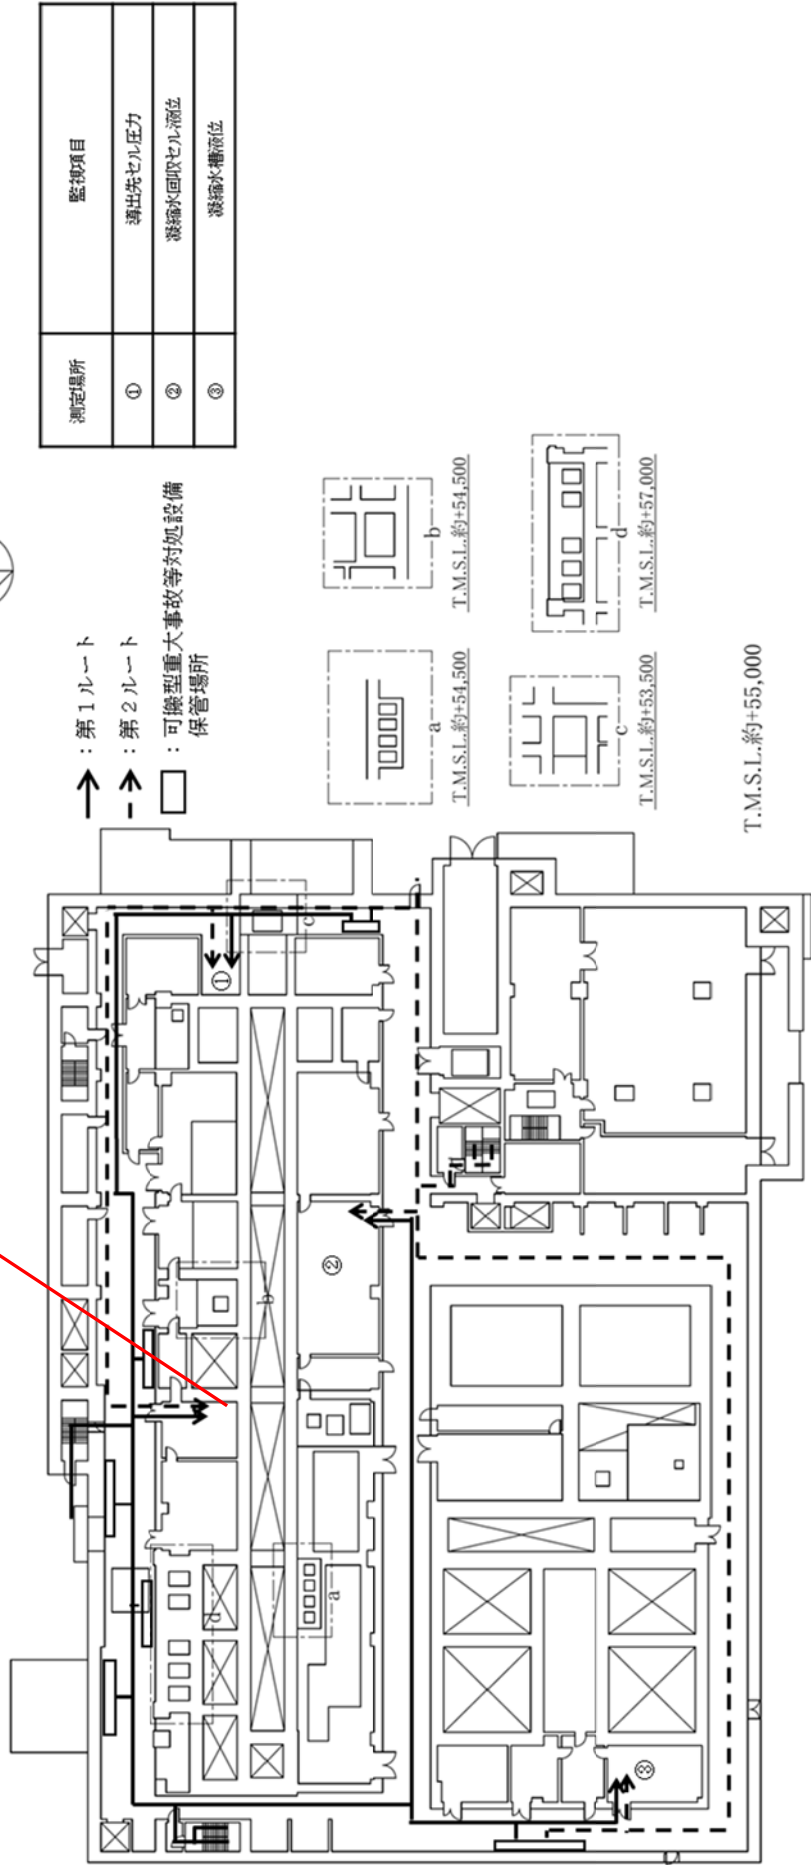 測定場所 監視項目
① 導出先セル圧力
② 凝縮水回収セル液位
③ 凝縮水槽液位
：第１ルート
：第２ルート
：可搬型重大事故等対処設備
保管場所
a
T.M.S.L.約+54,500
b
T.M.S.L.約+54,500
c
T.M.S.L.約+53,500
d
T.M.S.L.約+57,000
T.M.S.L.約+55,000
①
c
②
b
d
a
③